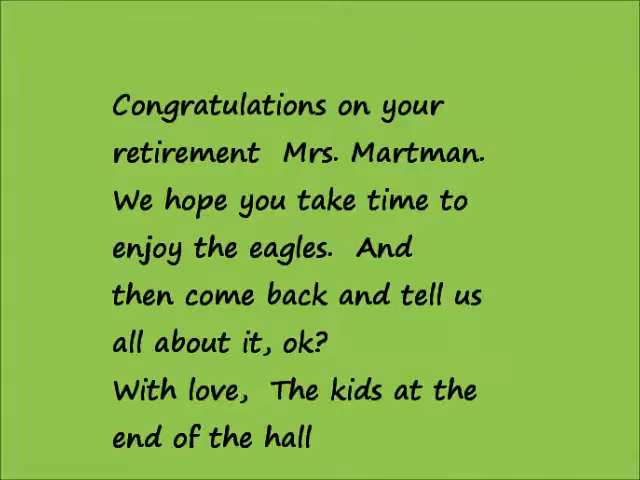 Congratulations on your
retirement  Mrs. Martman.
We hope you take time to
enjoy the eagles.  And
then come back and tell us
all about it, ok?
With love,  The kids at the
end of the hall